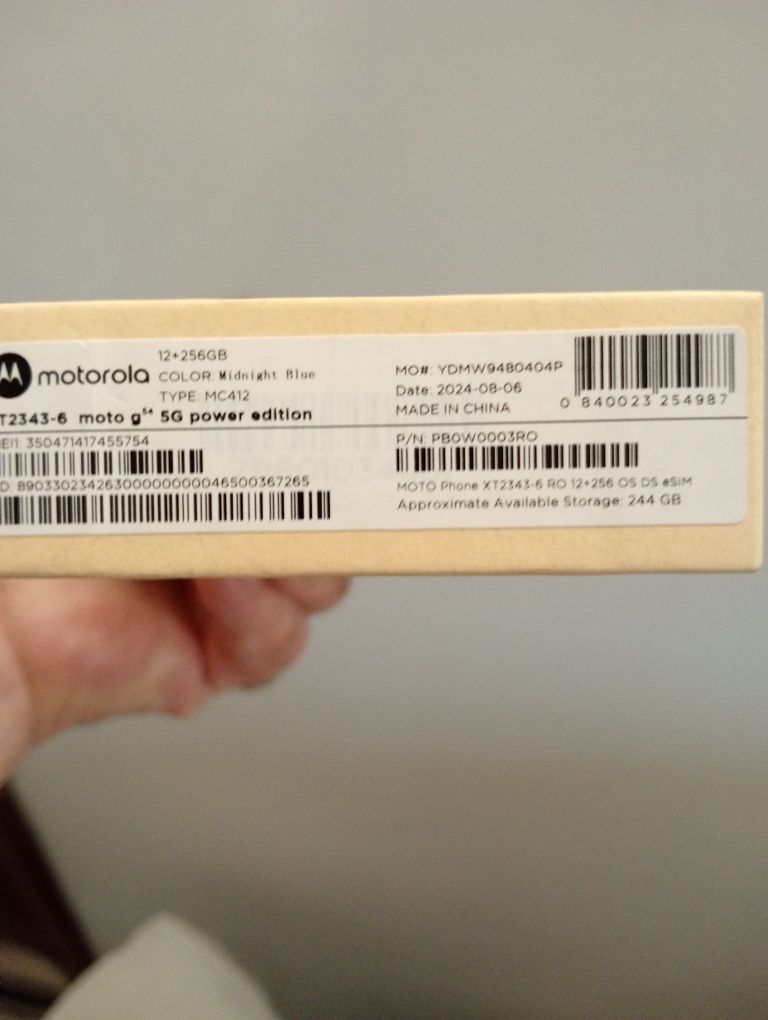 motorola
12+256GB
COLOR: Midnight Blue
TYPE: MC412
T2343-6 moto g⁵⁴ 5G power edition
MO#: YDMW9480404P
Date: 2024-08-06
MADE IN CHINA
0 840023 254987
EI1: 350471417455754
D 89033023426300000000046500367265
P/N: PB0W0003RO
MOTO Phone XT2343-6 RO 12+256 OS DS eSIM
Approximate Available Storage: 244 GB